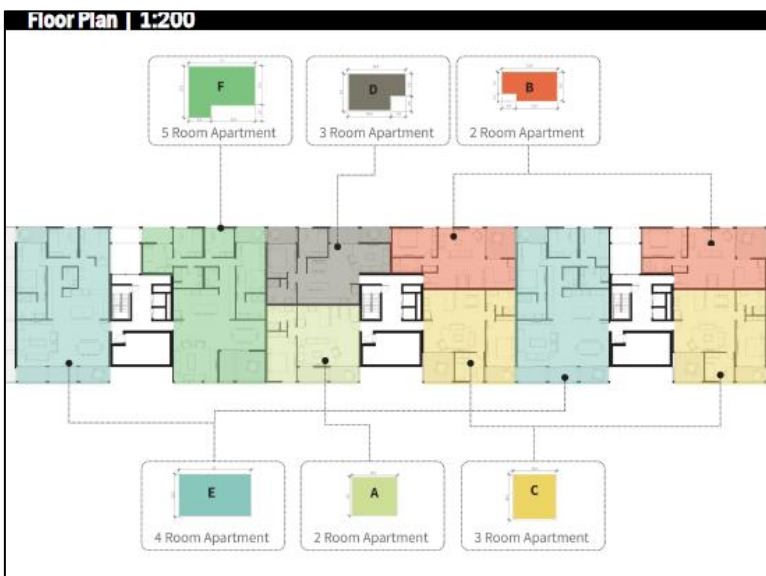 Floor Plan | 1:200
F
5 Room Apartment
D
3 Room Apartment
B
2 Room Apartment
E
4 Room Apartment
A
2 Room Apartment
C
3 Room Apartment